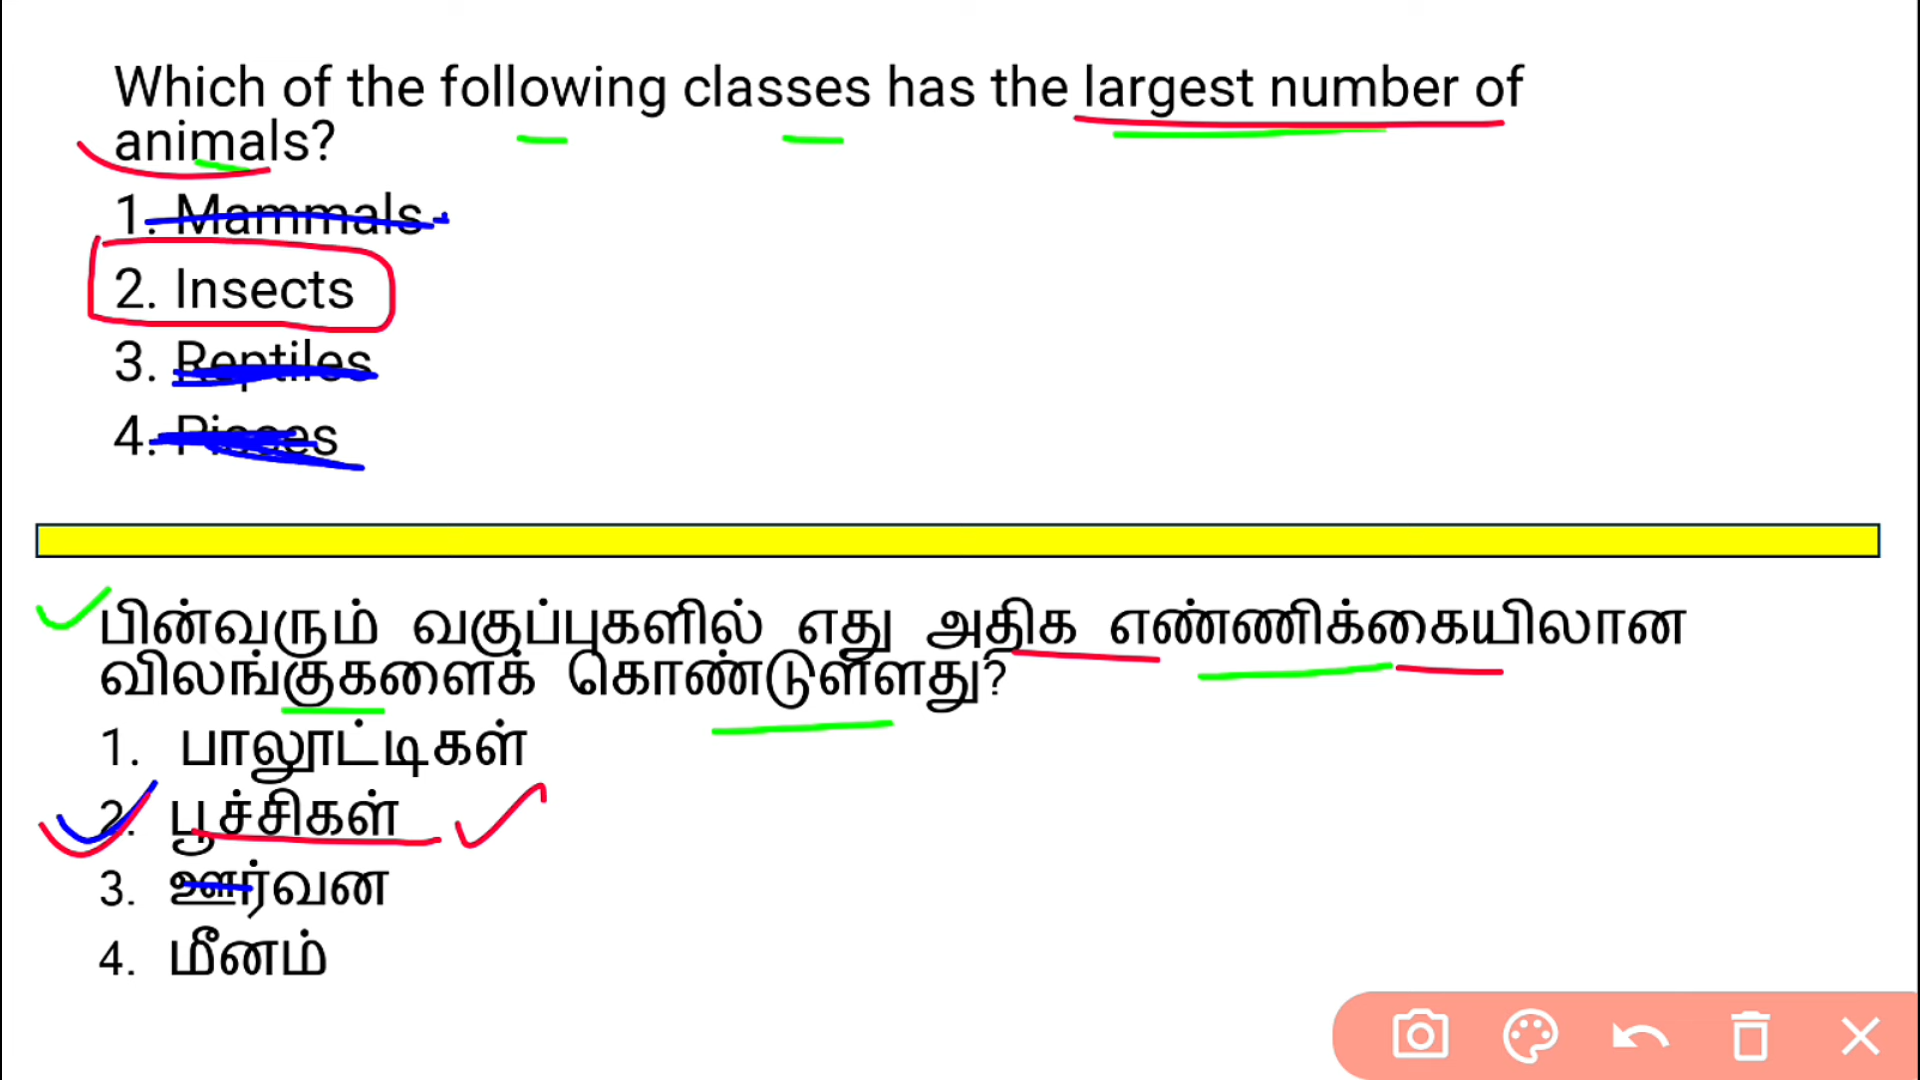 Which of the following classes has the largest number of
animals?
1. Mammals
2. Insects
3. Reptiles
4. Pisces
பின்வரும் வகுப்புகளில் எது அதிக எண்ணிக்கையிலான
விலங்குகளைக் கொண்டுள்ளது?
1. பாலூட்டிகள்
2. பூச்சிகள்
3. ஊர்வன
4. மீனம்